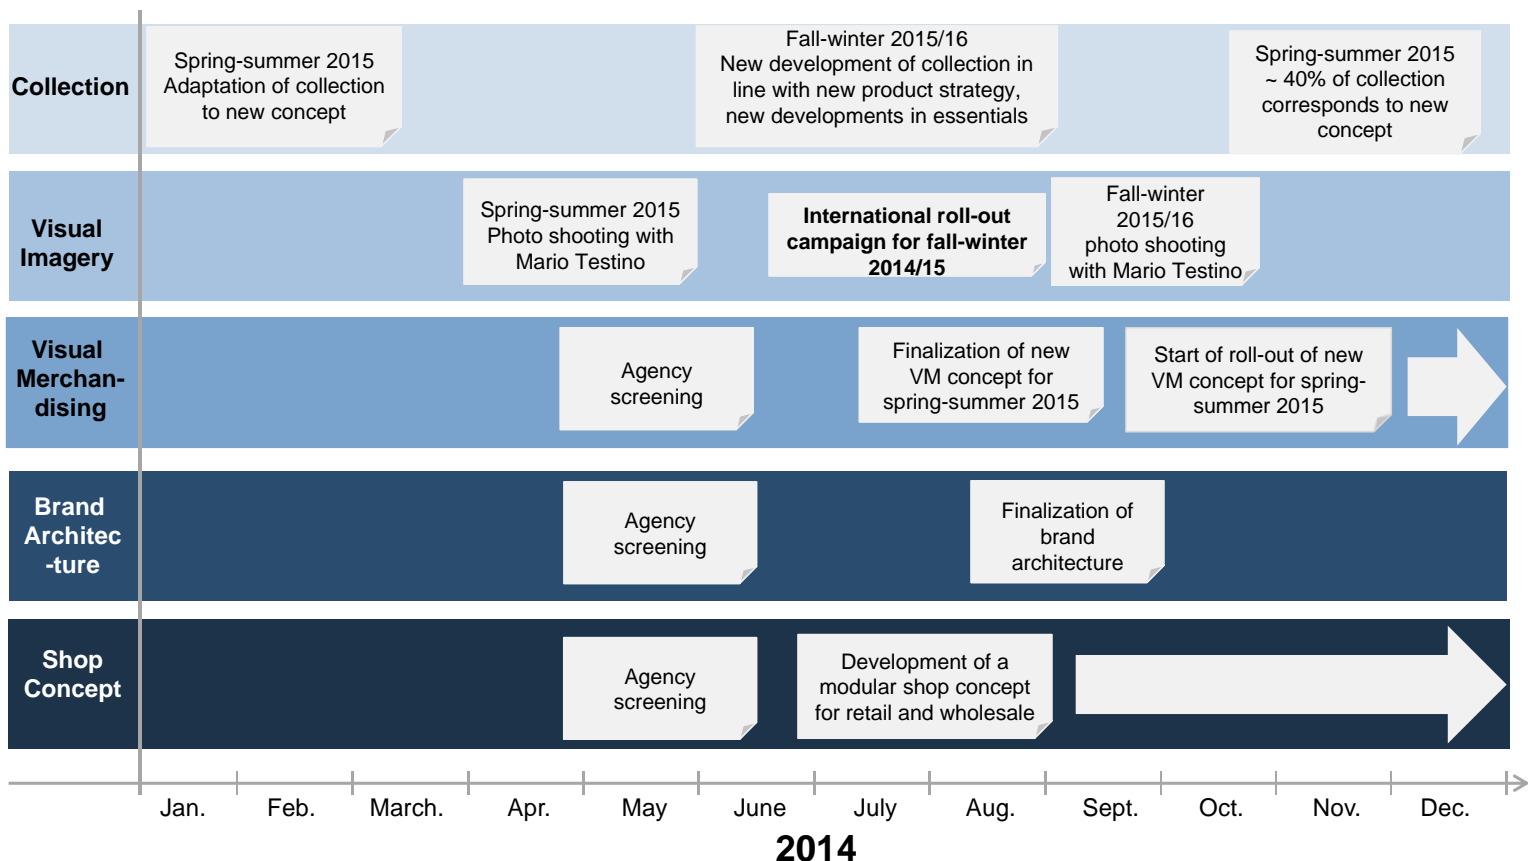 Collection
Spring-summer 2015
Adaptation of collection
to new concept
Fall-winter 2015/16
New development of collection in
line with new product strategy,
new developments in essentials
Spring-summer 2015
~ 40% of collection
corresponds to new
concept
Visual
Imagery
Spring-summer 2015
Photo shooting with
Mario Testino
International roll-out
campaign for fall-winter
2014/15
Fall-winter
2015/16
photo shooting
with Mario Testino
Visual
Merchan-
dising
Agency
screening
Finalization of new
VM concept for
spring-summer 2015
Start of roll-out of new
VM concept for spring-
summer 2015
Brand
Architec
-ture
Agency
screening
Finalization of
brand
architecture
Shop
Concept
Agency
screening
Development of a
modular shop concept
for retail and wholesale
Jan. Feb. March. Apr. May June July Aug. Sept. Oct. Nov. Dec.
2014